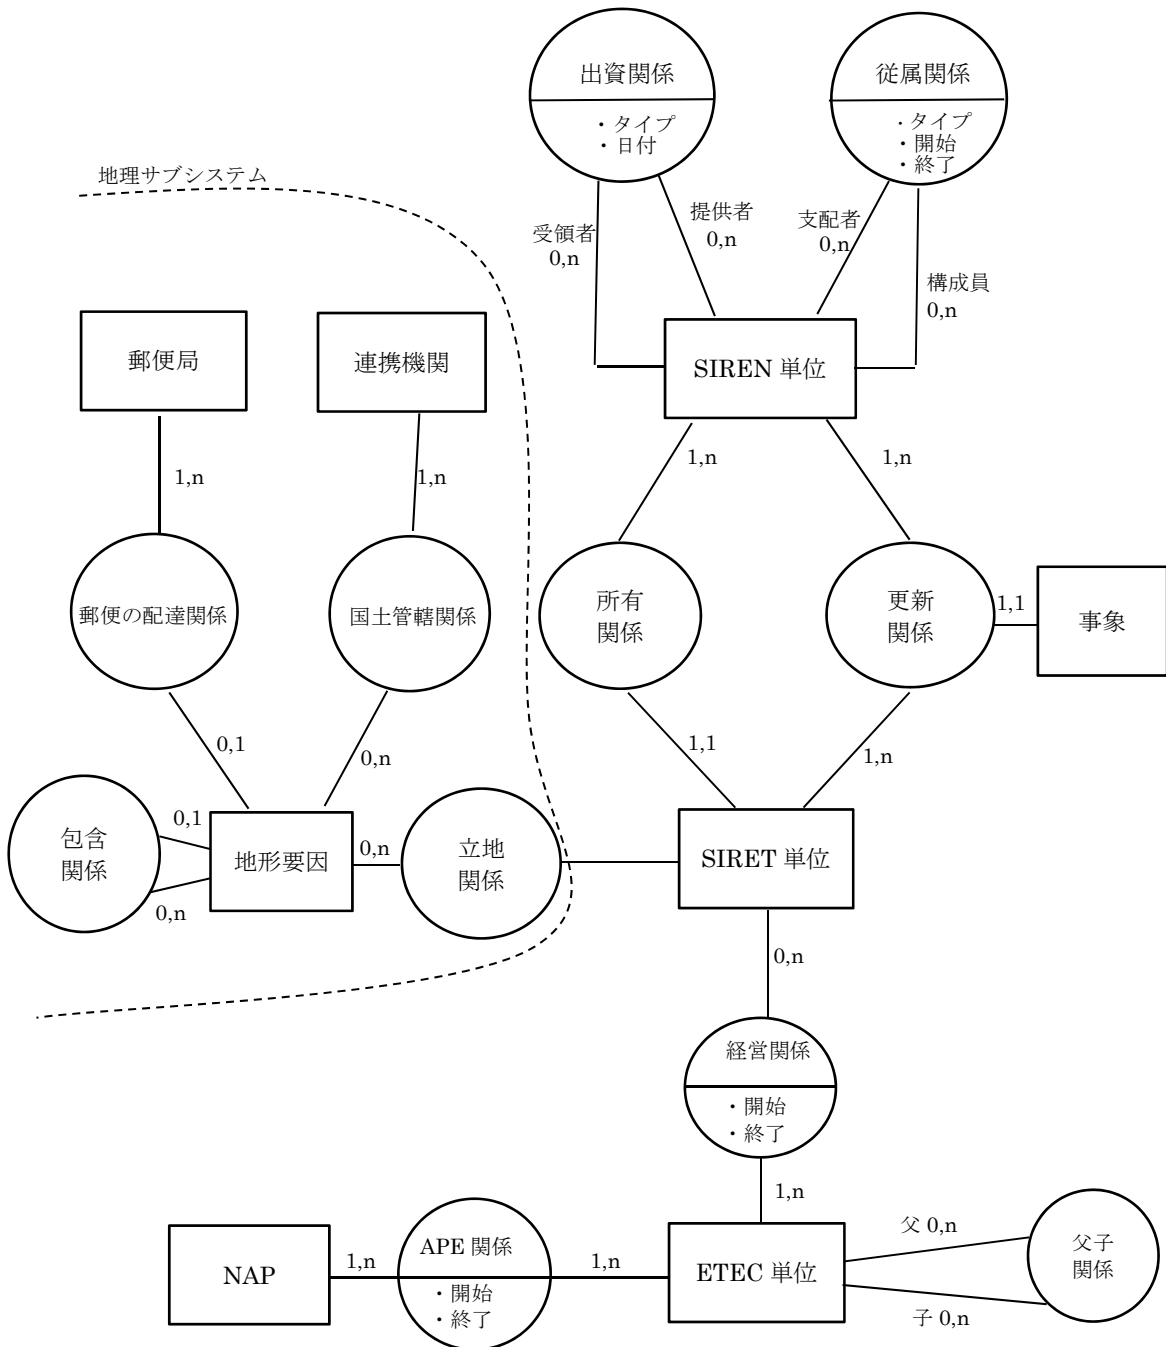 出資関係
・タイプ
・日付
従属関係
・タイプ
・開始
・終了
地理サブシステム
受領者
0,n
提供者
0,n
支配者
0,n
構成員
0,n
郵便局
連携機関
SIREN 単位
1,n
1,n
1,n
1,n
郵便の配達関係
国土管轄関係
所有
関係
更新
関係
1,1
事象
0,1
0,n
1,1
1,n
包含
関係
0,1
0,n
地形要因
0,n
立地
関係
SIRET 単位
0,n
経営関係
・開始
・終了
1,n
NAP
1,n
APE 関係
・開始
・終了
1,n
ETEC 単位
父 0,n
子 0,n
父子
関係